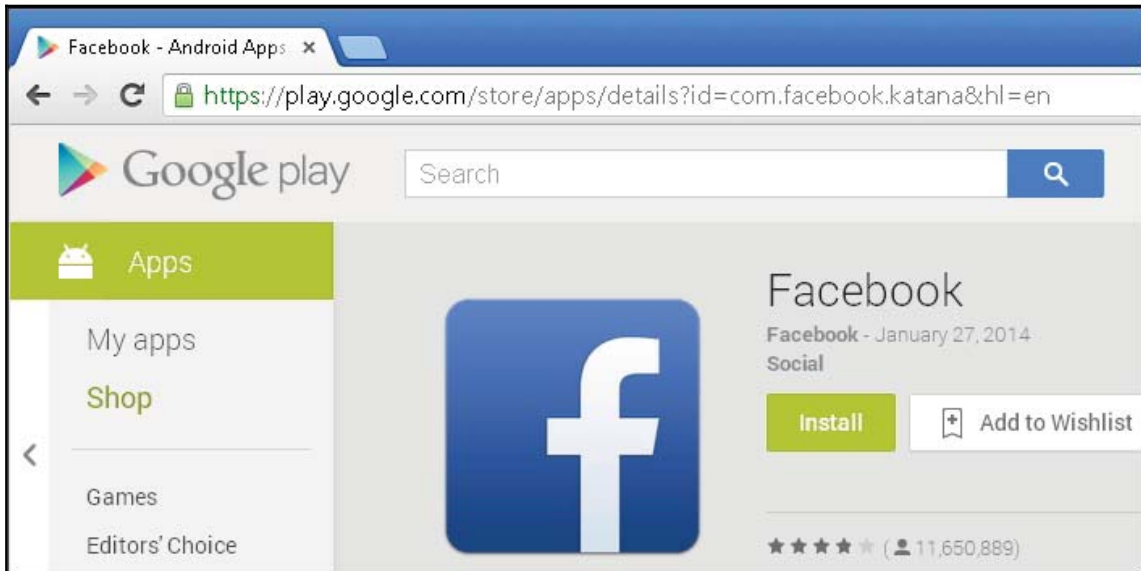 Facebook - Android Apps
https://play.google.com/store/apps/details?id=com.facebook.katana&hl=en
Google play
Search
Apps
My apps
Shop
Games
Editors' Choice
f
Facebook
Facebook - January 27, 2014
Social
Install
Add to Wishlist
(11,650,889)